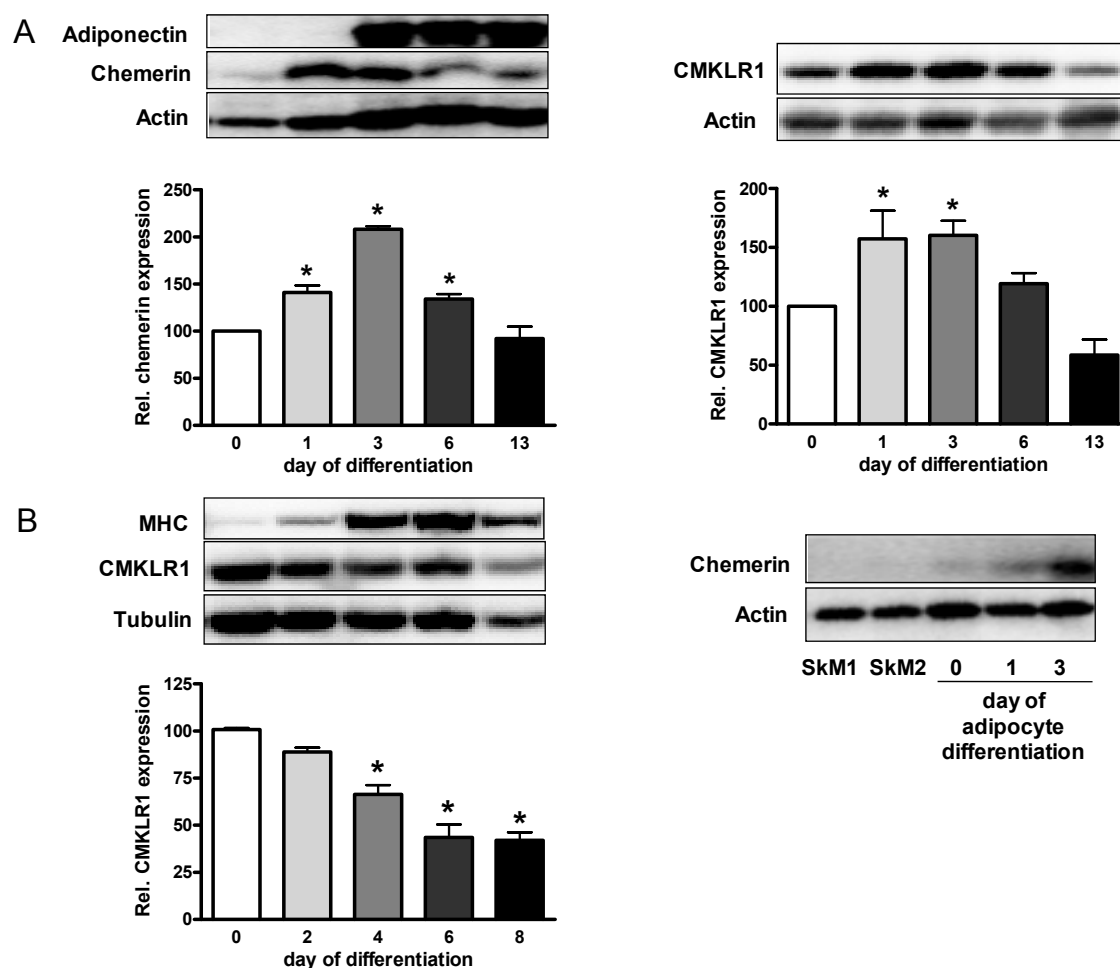 A
Adiponectin
Chemerin
Actin
250
200
150
100
50
0
Rel. chemerin expression
*
*
*
0 1 3 6 13
day of differentiation
CMKLR1
Actin
200
150
100
50
0
Rel. CMKLR1 expression
*
*
0 1 3 6 13
day of differentiation
B
MHC
CMKLR1
Tubulin
125
100
75
50
25
0
Rel. CMKLR1 expression
*
*
*
0 2 4 6 8
day of differentiation
Chemerin
Actin
SkM1 SkM2 0 1 3
day of
adipocyte
differentiation